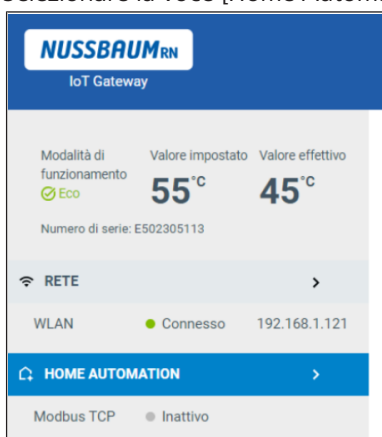 NUSSBAUM RN
IoT Gateway
Modalità di funzionamento
Eco
Valore impostato
55°C
Valore effettivo
45°C
Numero di serie: E502305113
RETE
WLAN Connesso 192.168.1.121
HOME AUTOMATION
Modbus TCP Inattivo